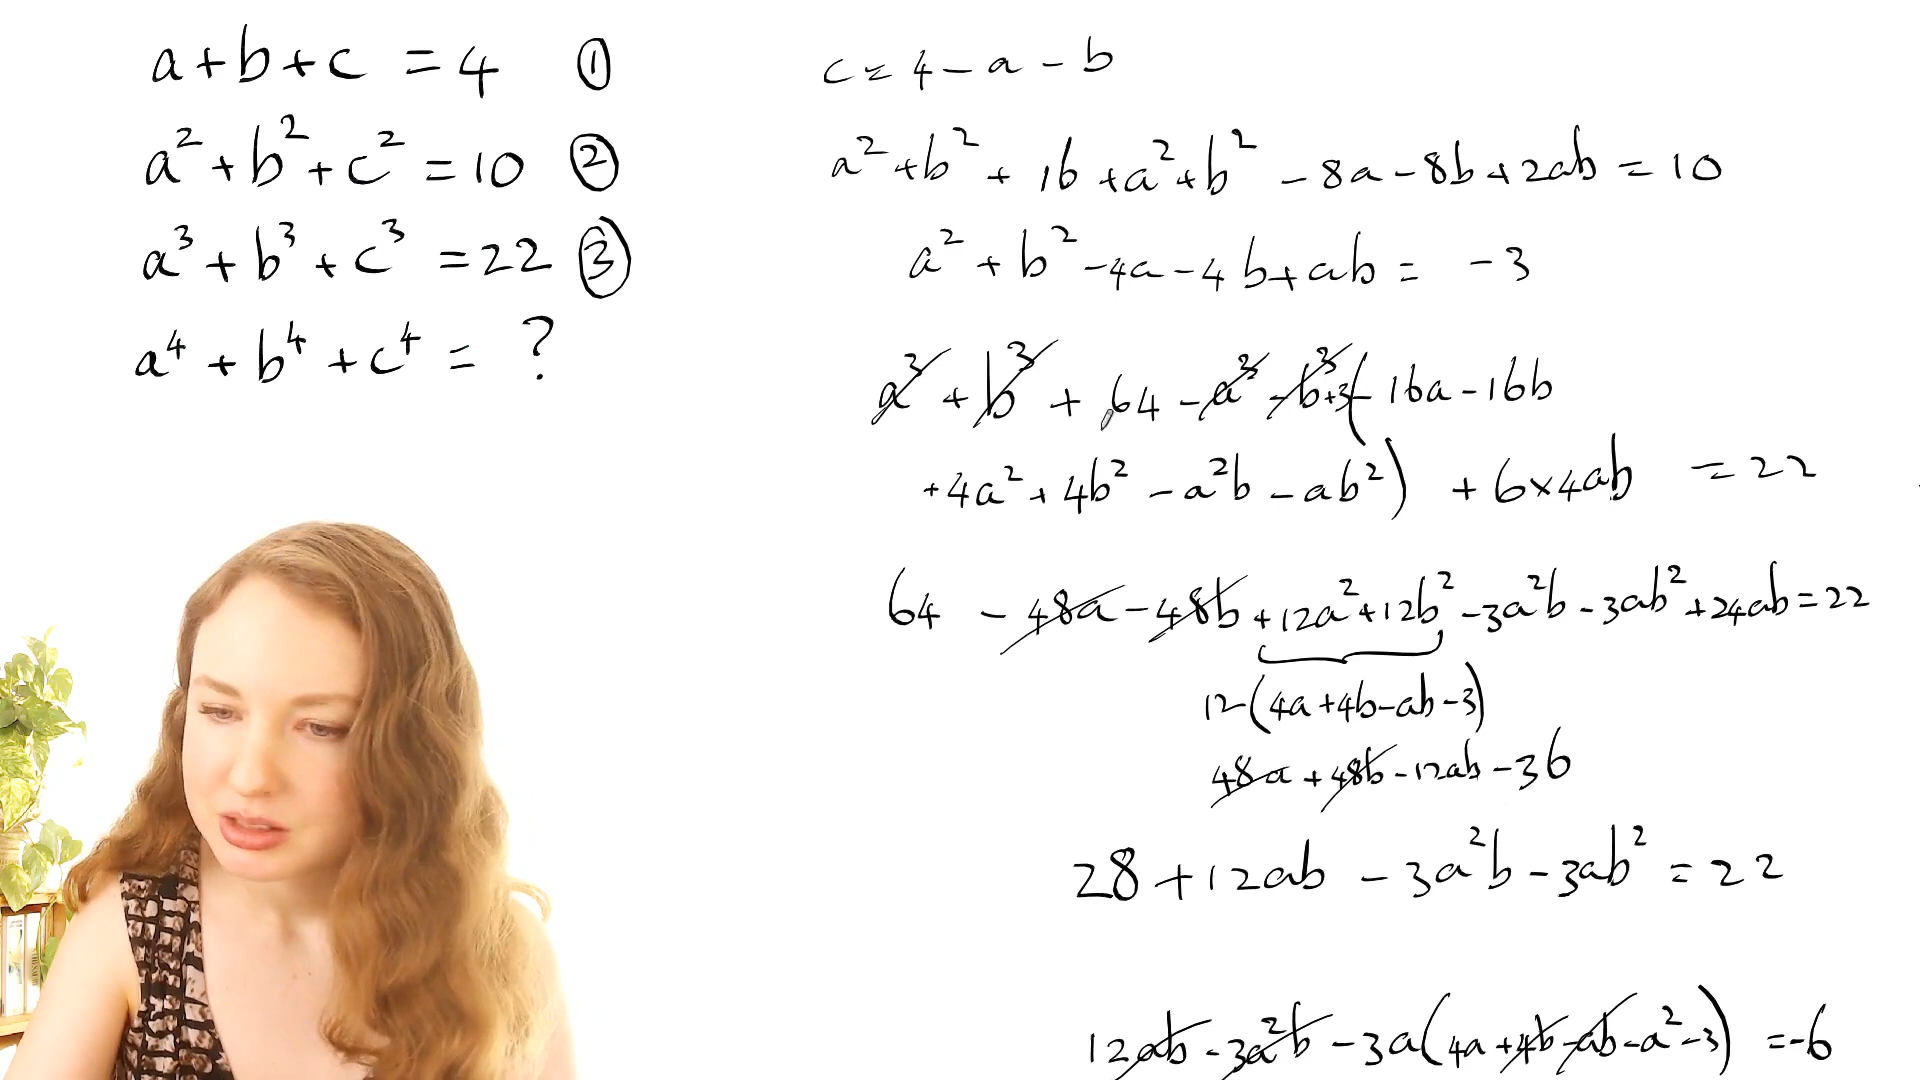 a+b+c = 4 ①
a²+b²+c² = 10 ②
a³+b³+c³ = 22 ③
a⁴+b⁴+c⁴ = ?
c = 4-a-b
a²+b²+16+a²+b²-8a-8b+2ab = 10
a²+b²-4a-4b+ab = -3
a³+b³+64-a³-b³+3(-16a-16b
+4a²+4b²-a²b-ab²) + 6×4ab = 22
64 -48a-48b+12a²+12b²-3a²b-3ab²+24ab=22
12(4a+4b-ab-3)
48a+48b-12ab-36
28+12ab-3a²b-3ab² = 22
12ab-3a²b-3a(4a+4b-ab-a²-3) = -6